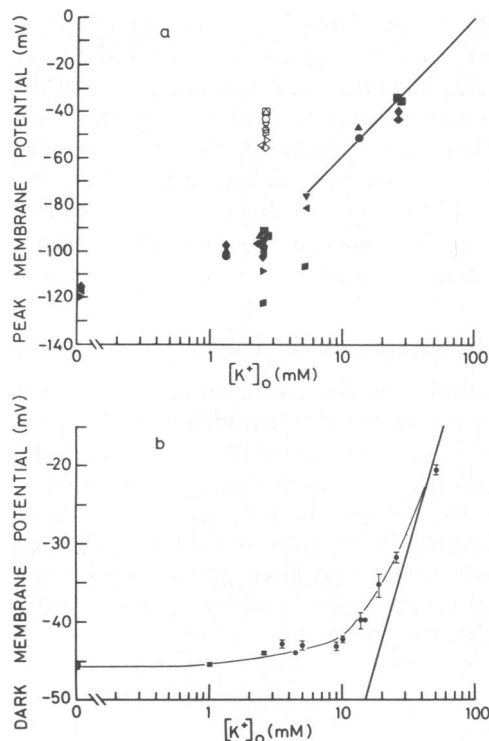 a
PEAK MEMBRANE POTENTIAL (mV)
0
-20
-40
-60
-80
-100
-120
-140
0 1 10 100
[K+]o (mM)
b
DARK MEMBRANE POTENTIAL (mV)
-20
-30
-40
-50
0 1 10 100
[K+]o (mM)